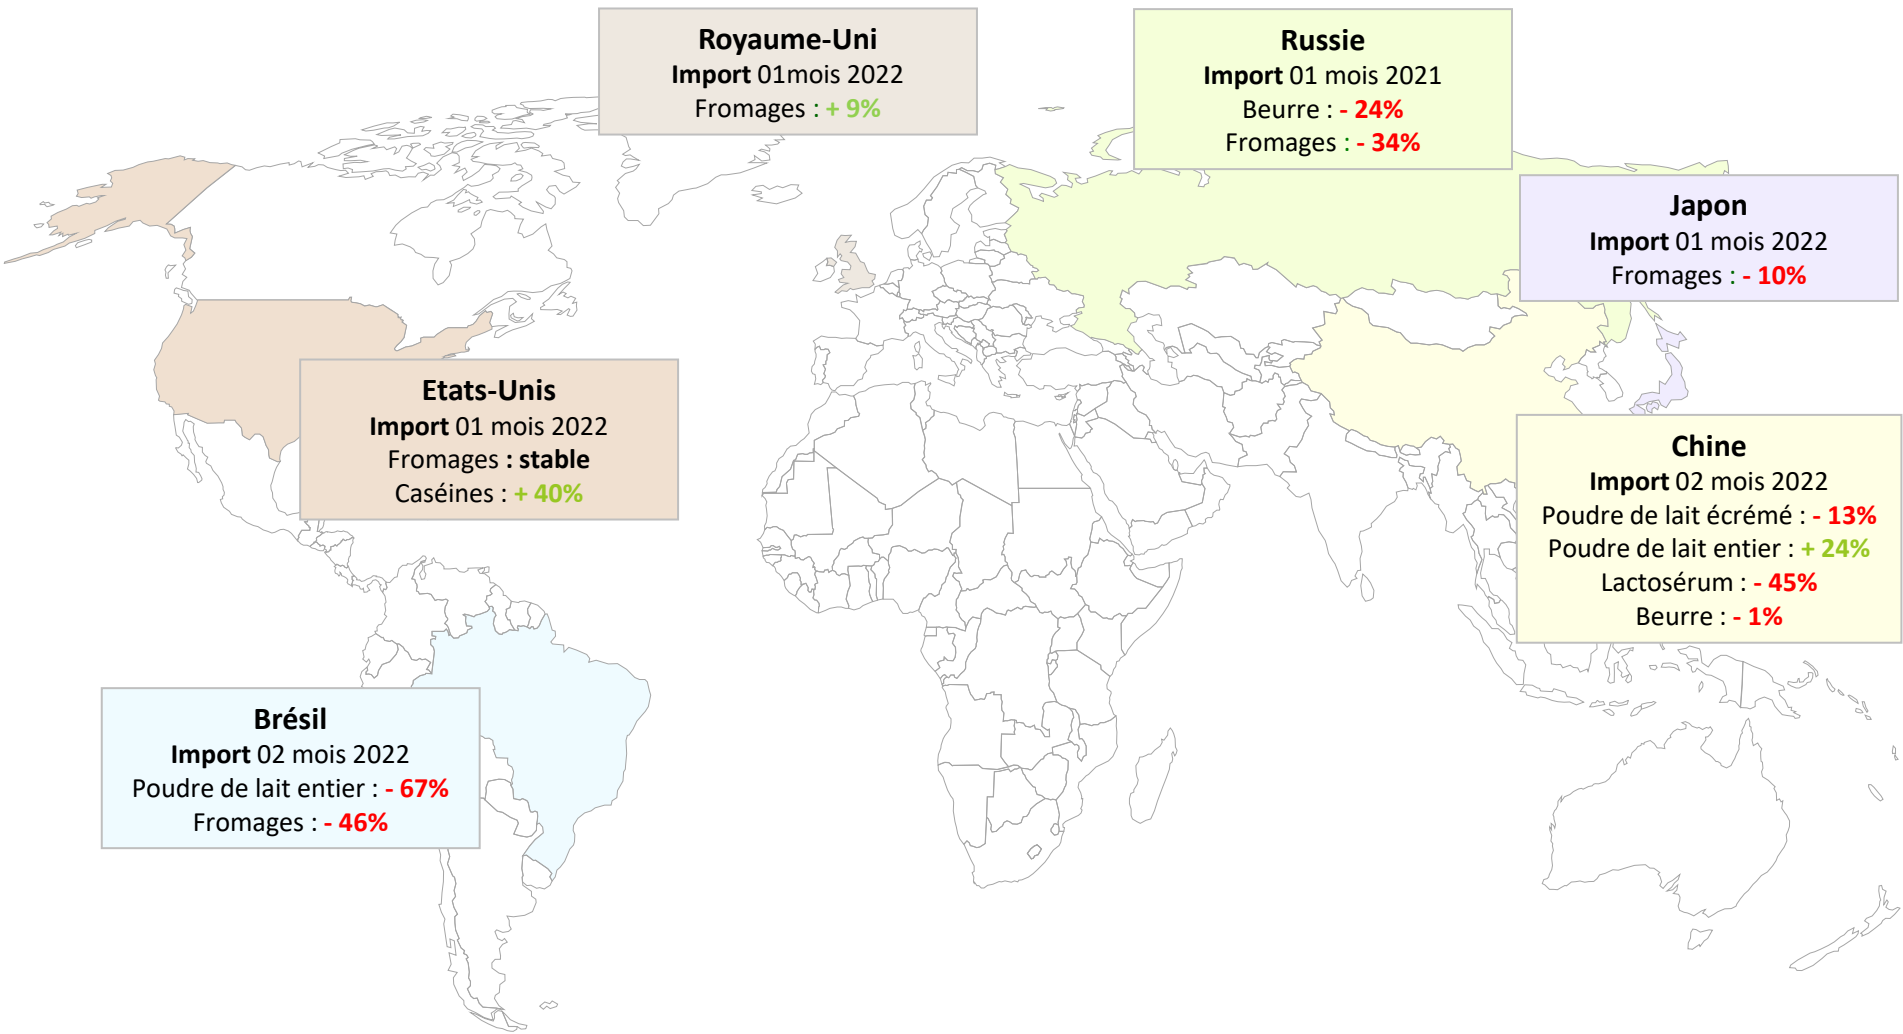 Royaume-Uni
Import 01mois 2022
Fromages : + 9%
Russie
Import 01 mois 2021
Beurre : - 24%
Fromages : - 34%
Japon
Import 01 mois 2022
Fromages : - 10%
Etats-Unis
Import 01 mois 2022
Fromages : stable
Caséines : + 40%
Chine
Import 02 mois 2022
Poudre de lait écrémé : - 13%
Poudre de lait entier : + 24%
Lactosérum : - 45%
Beurre : - 1%
Brésil
Import 02 mois 2022
Poudre de lait entier : - 67%
Fromages : - 46%